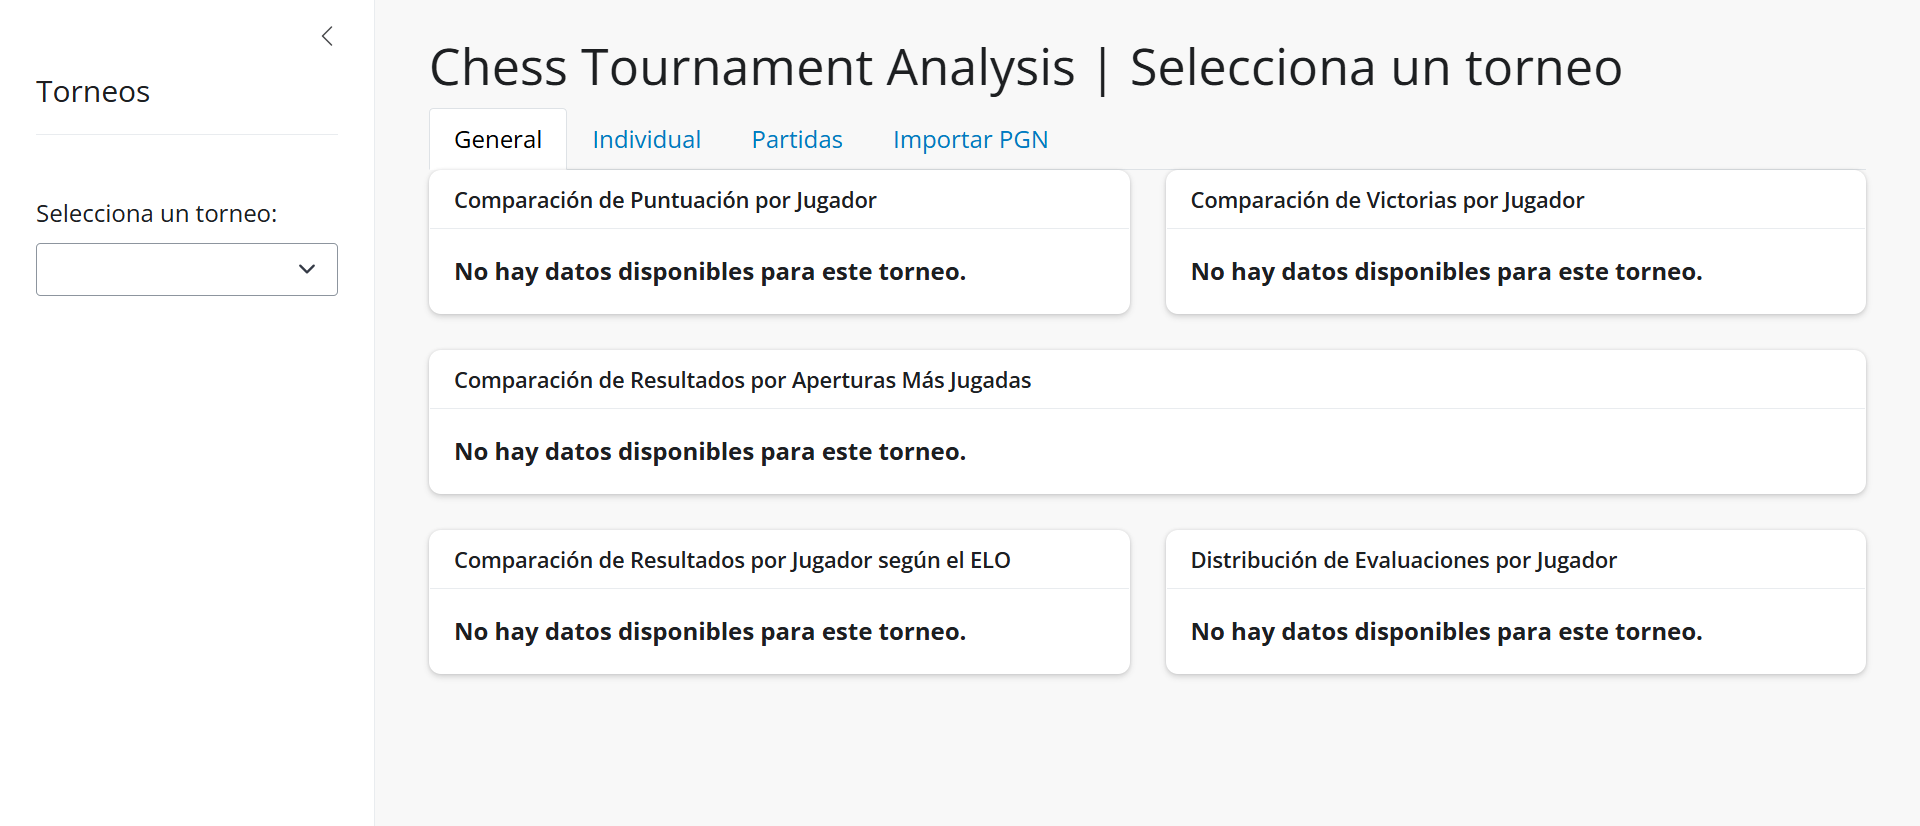 Torneos
Selecciona un torneo:
Chess Tournament Analysis | Selecciona un torneo
General Individual Partidas Importar PGN
Comparación de Puntuación por Jugador
No hay datos disponibles para este torneo.
Comparación de Victorias por Jugador
No hay datos disponibles para este torneo.
Comparación de Resultados por Aperturas Más Jugadas
No hay datos disponibles para este torneo.
Comparación de Resultados por Jugador según el ELO
No hay datos disponibles para este torneo.
Distribución de Evaluaciones por Jugador
No hay datos disponibles para este torneo.